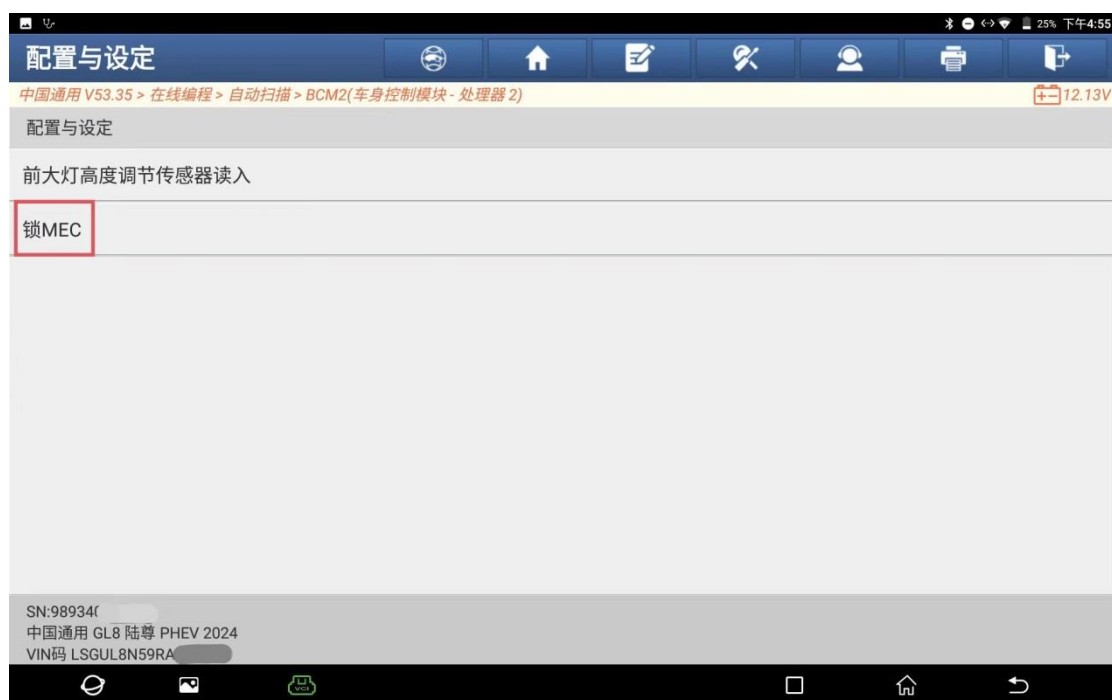 25% 下午4:55
配置与设定
中国通用 V53.35 > 在线编程 > 自动扫描 > BCM2(车身控制模块 - 处理器 2)
12.13V
配置与设定
前大灯高度调节传感器读入
锁MEC
SN:98934
中国通用 GL8 陆尊 PHEV 2024
VIN码 LSGUL8N59RA
VCI